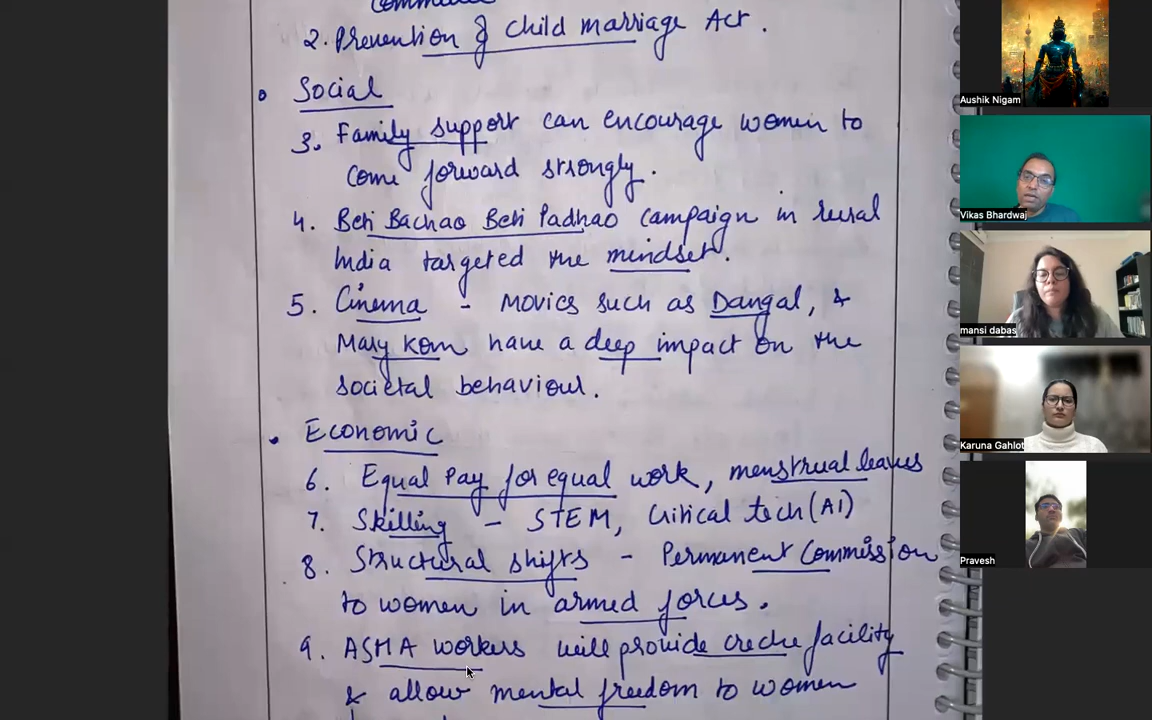 2. Prevention of Child marriage Act.
Social
3. Family support can encourage women to
come forward strongly.
4. Beti Bachao Beti Padhao campaign in rural
India targeted the mindset.
5. Cinema - Movies such as Dangal, &
Mary Kom have a deep impact on the
societal behaviour.
Economic
6. Equal Pay for equal work, menstrual leaves
7. Skilling - STEM, Critical tech (AI)
8. Structural shifts - Permanent Commission
to women in armed forces.
9. ASHA workers will provide creche facility
& allow mental freedom to women
Aushik Nigam
Vikas Bhardwaj
mansi dabas
Karuna Gahlot
Pravesh